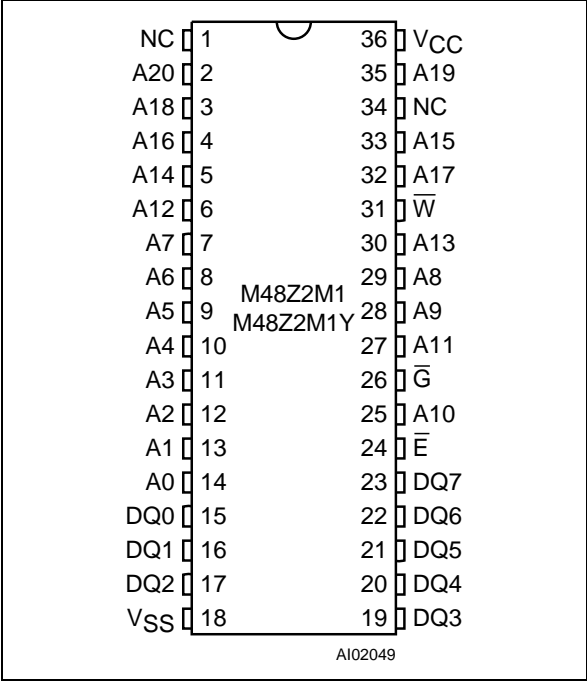 NC 1 36 VCC
A20 2 35 A19
A18 3 34 NC
A16 4 33 A15
A14 5 32 A17
A12 6 31 W̅
A7 7 30 A13
A6 8 29 A8
A5 9 M48Z2M1 28 A9
M48Z2M1Y
A4 10 27 A11
A3 11 26 G̅
A2 12 25 A10
A1 13 24 E̅
A0 14 23 DQ7
DQ0 15 22 DQ6
DQ1 16 21 DQ5
DQ2 17 20 DQ4
VSS 18 19 DQ3
AI02049